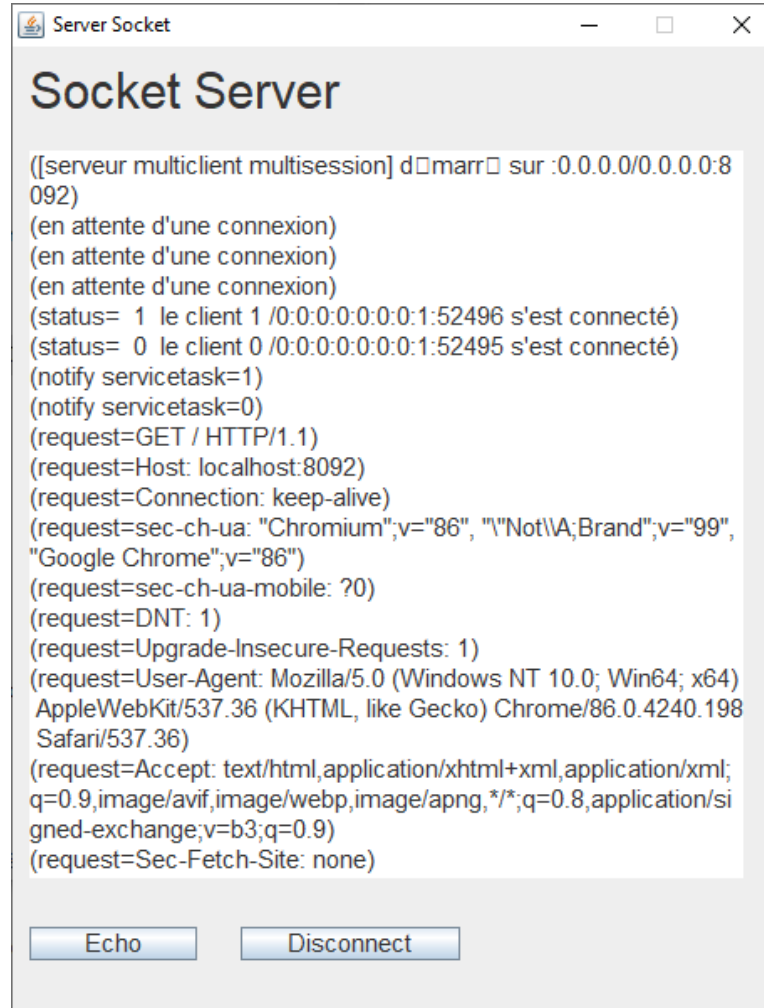 Server Socket
Socket Server
([serveur multiclient multisession] d□marr□ sur :0.0.0.0/0.0.0.0:8
092)
(en attente d'une connexion)
(en attente d'une connexion)
(en attente d'une connexion)
(status=  1  le client 1 /0:0:0:0:0:0:0:1:52496 s'est connecté)
(status=  0  le client 0 /0:0:0:0:0:0:0:1:52495 s'est connecté)
(notify servicetask=1)
(notify servicetask=0)
(request=GET / HTTP/1.1)
(request=Host: localhost:8092)
(request=Connection: keep-alive)
(request=sec-ch-ua: "Chromium";v="86", "\"Not\\A;Brand";v="99",
"Google Chrome";v="86")
(request=sec-ch-ua-mobile: ?0)
(request=DNT: 1)
(request=Upgrade-Insecure-Requests: 1)
(request=User-Agent: Mozilla/5.0 (Windows NT 10.0; Win64; x64)
AppleWebKit/537.36 (KHTML, like Gecko) Chrome/86.0.4240.198
Safari/537.36)
(request=Accept: text/html,application/xhtml+xml,application/xml;
q=0.9,image/avif,image/webp,image/apng,*/*;q=0.8,application/si
gned-exchange;v=b3;q=0.9)
(request=Sec-Fetch-Site: none)
Echo Disconnect